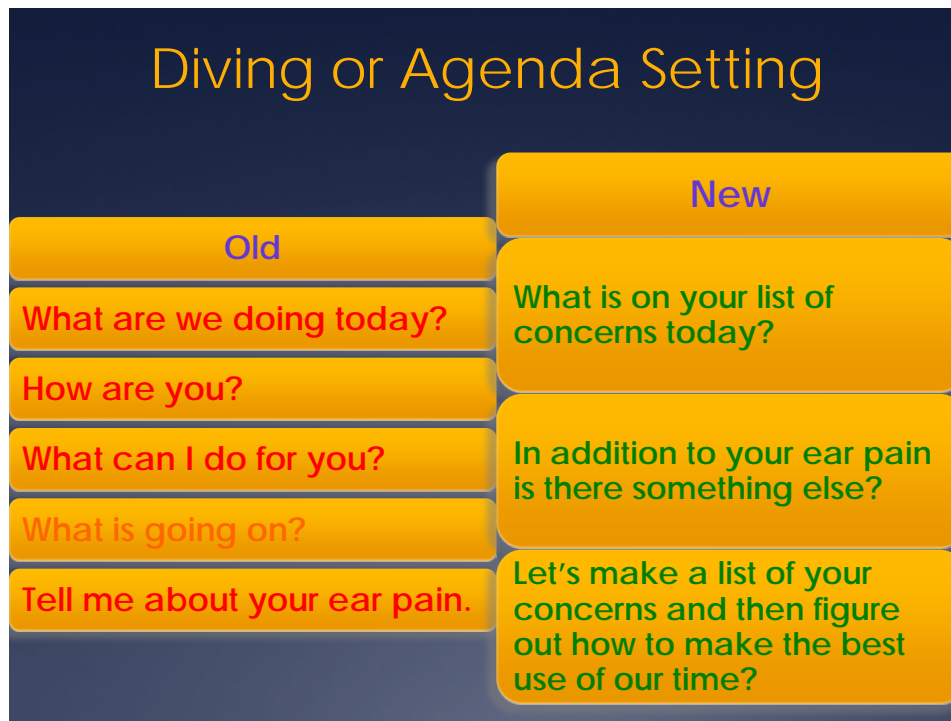 Diving or Agenda Setting
Old
What are we doing today?
How are you?
What can I do for you?
What is going on?
Tell me about your ear pain.
New
What is on your list of
concerns today?
In addition to your ear pain
is there something else?
Let's make a list of your
concerns and then figure
out how to make the best
use of our time?